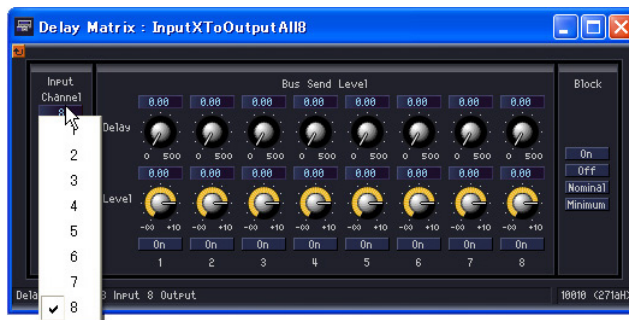 Delay Matrix : InputXToOutputAll8
Input
Channel
8
1
2
3
4
5
6
7
8
Bus Send Level
0.00 0.00 0.00 0.00 0.00 0.00 0.00 0.00
Delay
0 500 0 500 0 500 0 500 0 500 0 500 0 500 0 500
0.00 0.00 0.00 0.00 0.00 0.00 0.00 0.00
Level
-∞ +10 -∞ +10 -∞ +10 -∞ +10 -∞ +10 -∞ +10 -∞ +10 -∞ +10
On On On On On On On On
1 2 3 4 5 6 7 8
Block
On
Off
Nominal
Minimum
Input 8 Output
10010 (271aH)